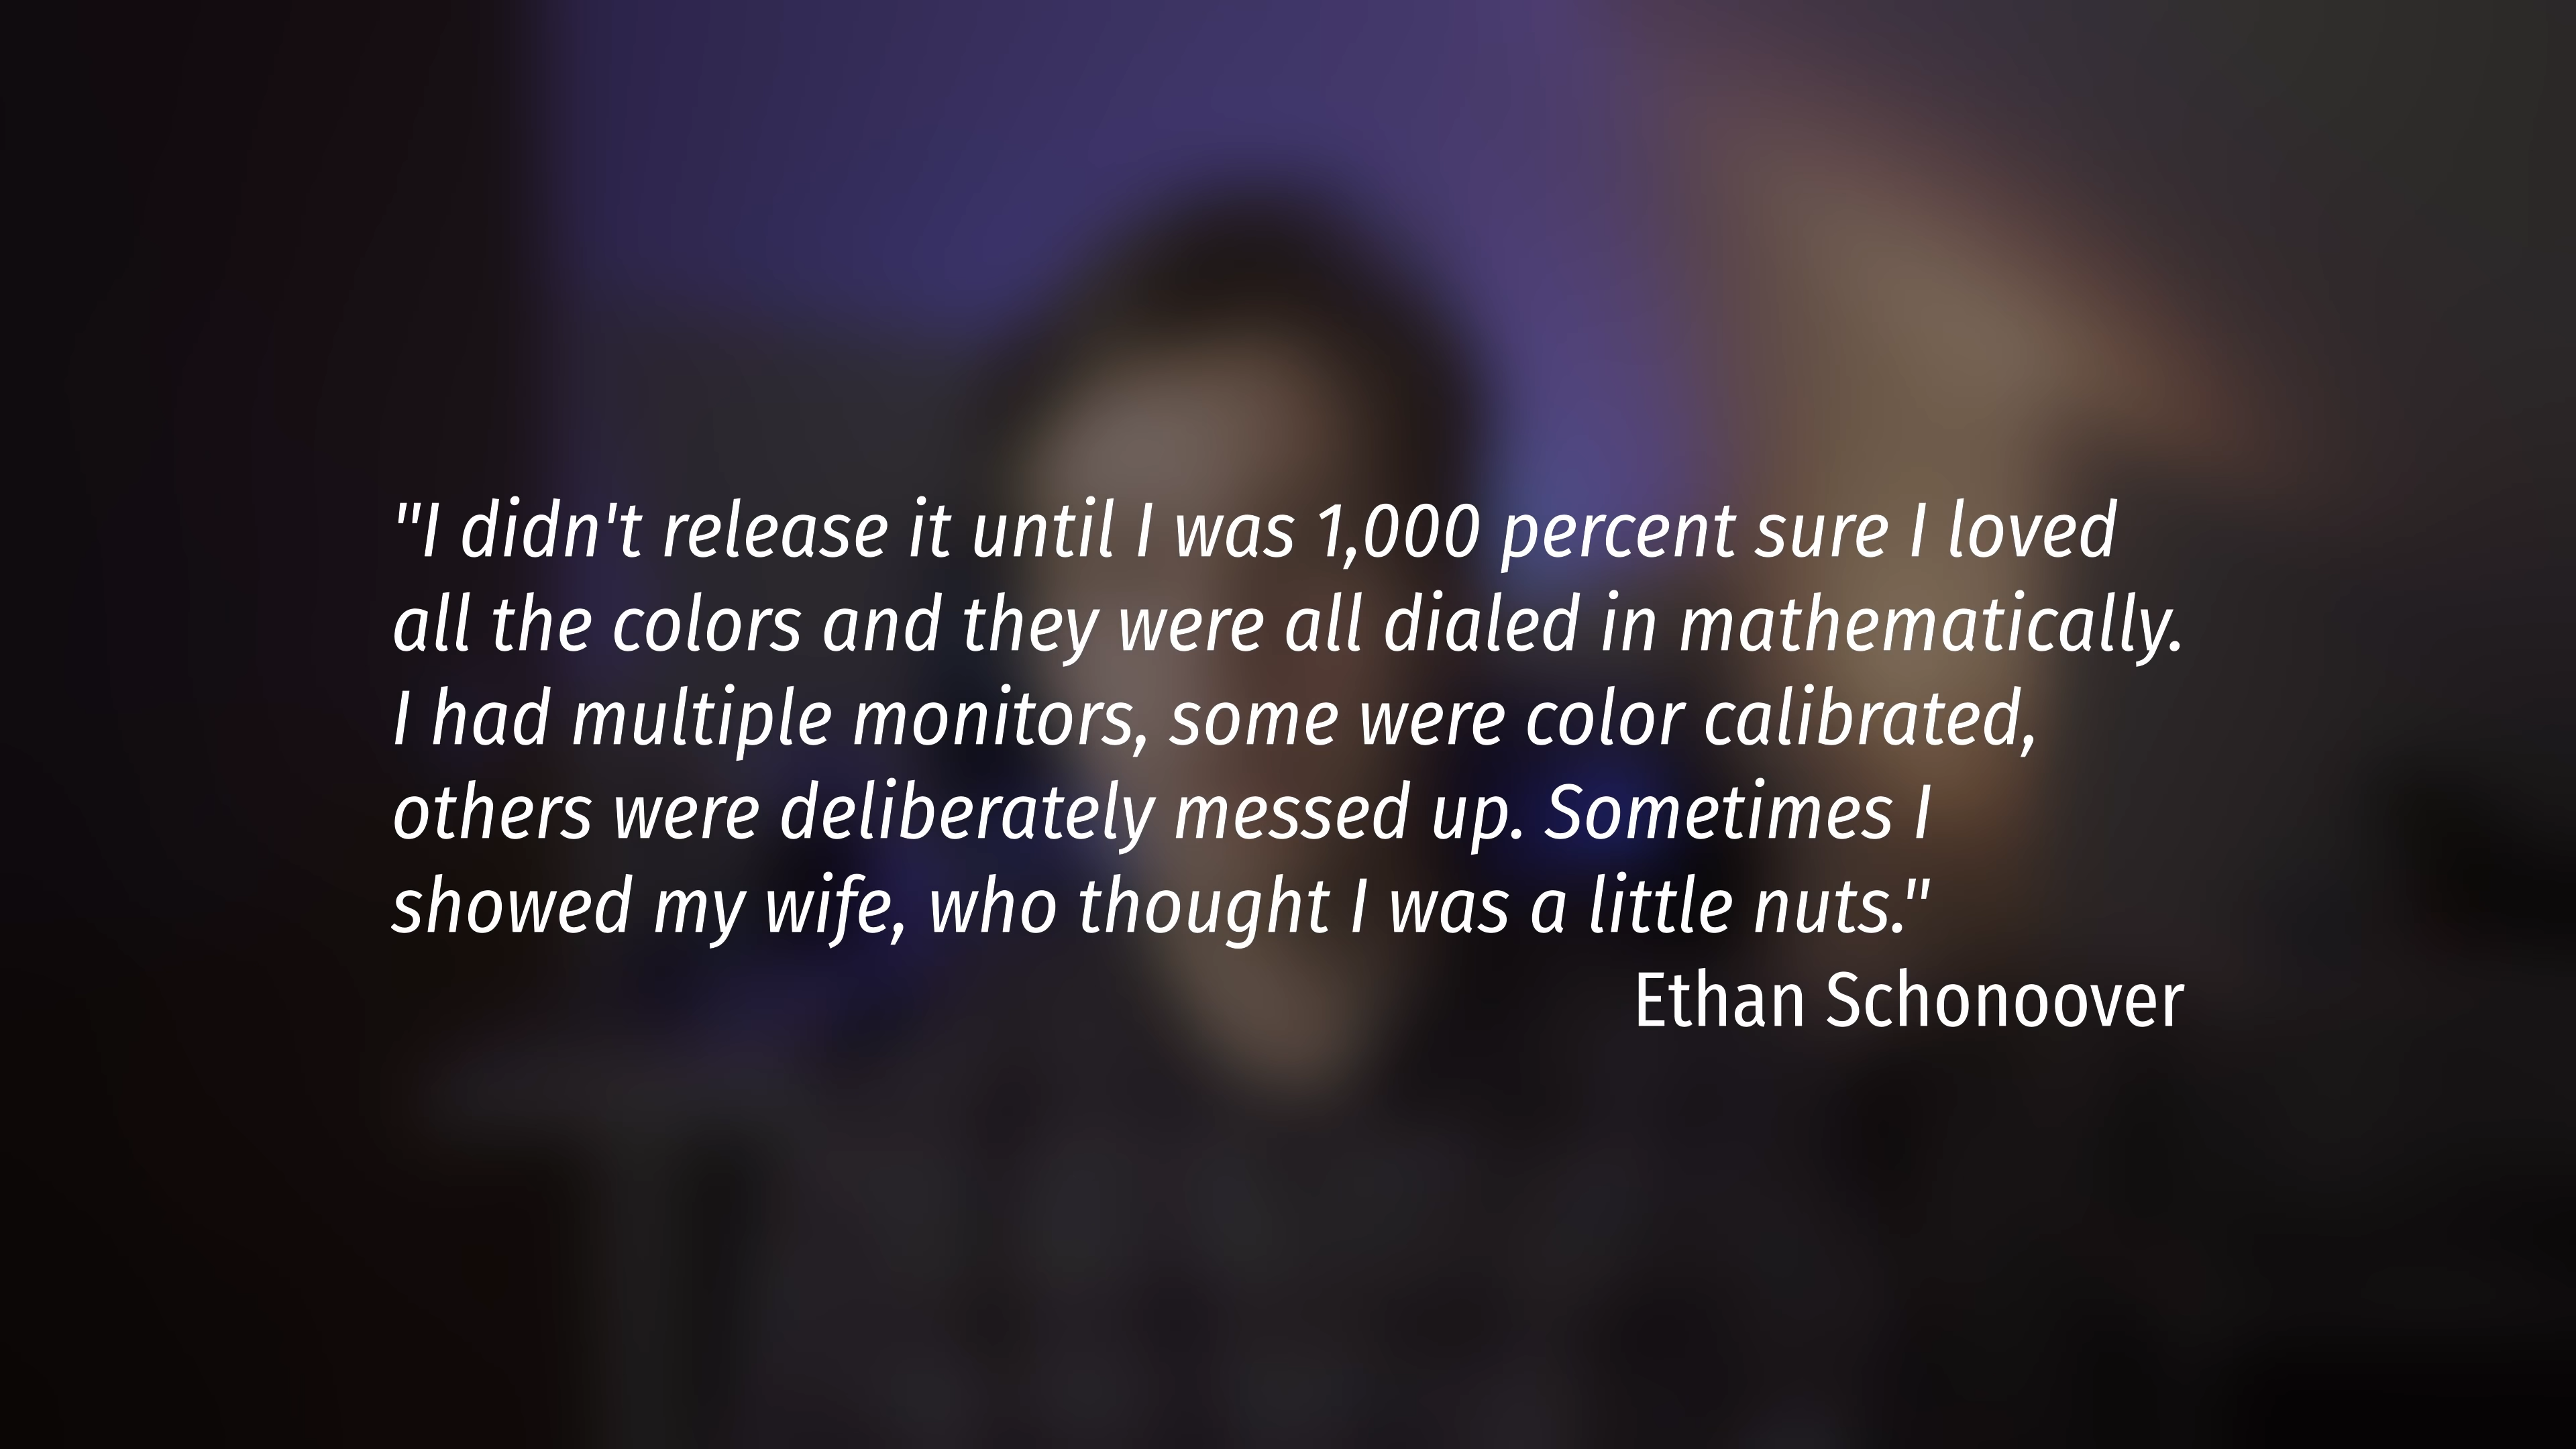 "I didn't release it until I was 1,000 percent sure I loved
all the colors and they were all dialed in mathematically.
I had multiple monitors, some were color calibrated,
others were deliberately messed up. Sometimes I
showed my wife, who thought I was a little nuts."
Ethan Schonoover